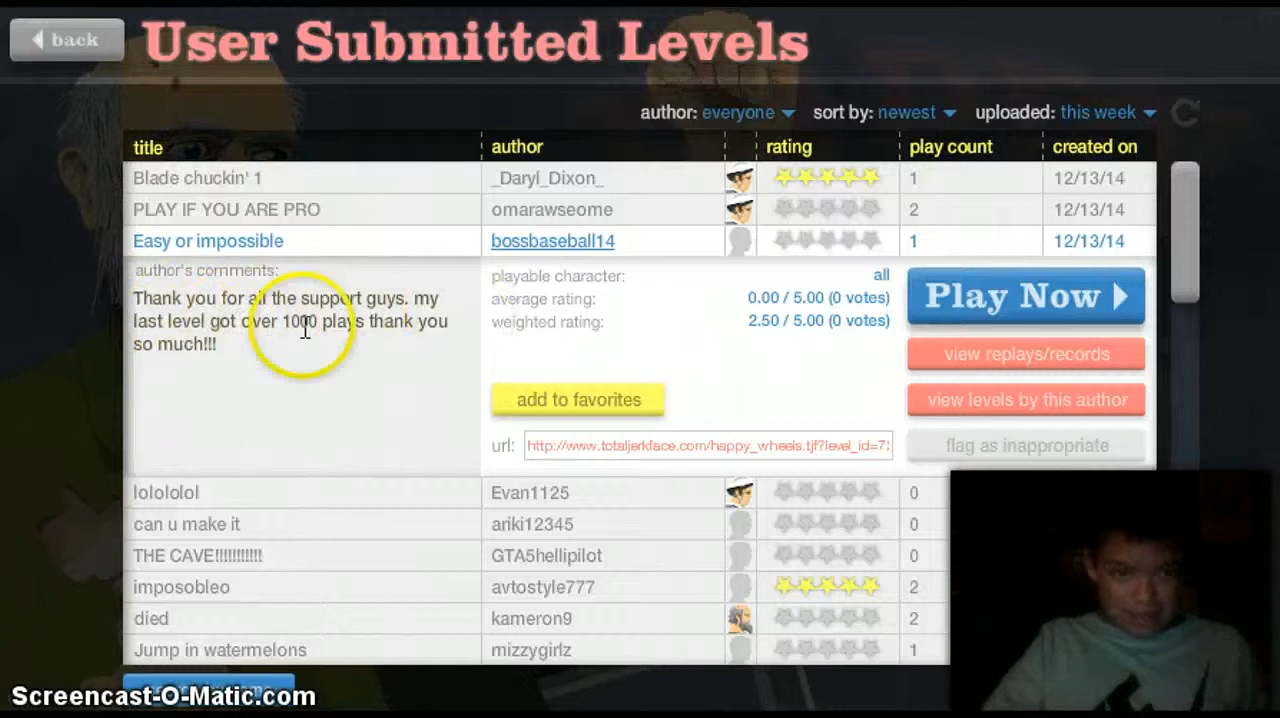 back
User Submitted Levels
author: everyone sort by: newest uploaded: this week
title author rating play count created on
Blade chuckin' 1 _Daryl_Dixon_ 1 12/13/14
PLAY IF YOU ARE PRO omarawseome 2 12/13/14
Easy or impossible bossbaseball14 1 12/13/14
author's comments:
Thank you for all the support guys. my
last level got over 1000 plays thank you
so much!!!
playable character: all
average rating: 0.00 / 5.00 (0 votes)
weighted rating: 2.50 / 5.00 (0 votes)
add to favorites
url: http://www.totaljerkface.com/happy_wheels.tjf?level_id=7
Play Now
view replays/records
view levels by this author
flag as inappropriate
lolololol Evan1125 0
can u make it ariki12345 0
THE CAVE!!!!!!!!!!! GTA5hellipilot 0
imposobleo avtostyle777 2
died kameron9 2
Jump in watermelons mizzygirlz 1
Screencast-O-Matic.com